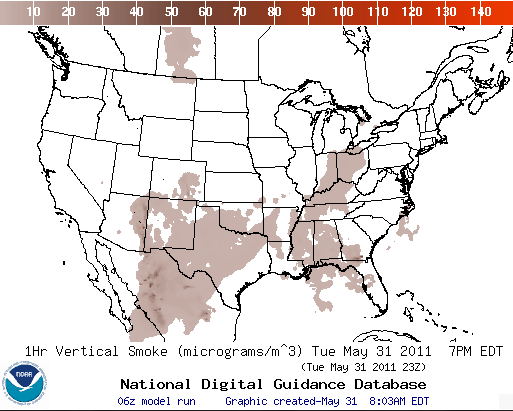 10 20 30 40 50 60 70 80 90 100 110 120 130 140
1Hr Vertical Smoke (micrograms/m^3) Tue May 31 2011 7PM EDT
(Tue May 31 2011 23Z)
NOAA
National Digital Guidance Database
06z model run Graphic created-May 31 8:03AM EDT